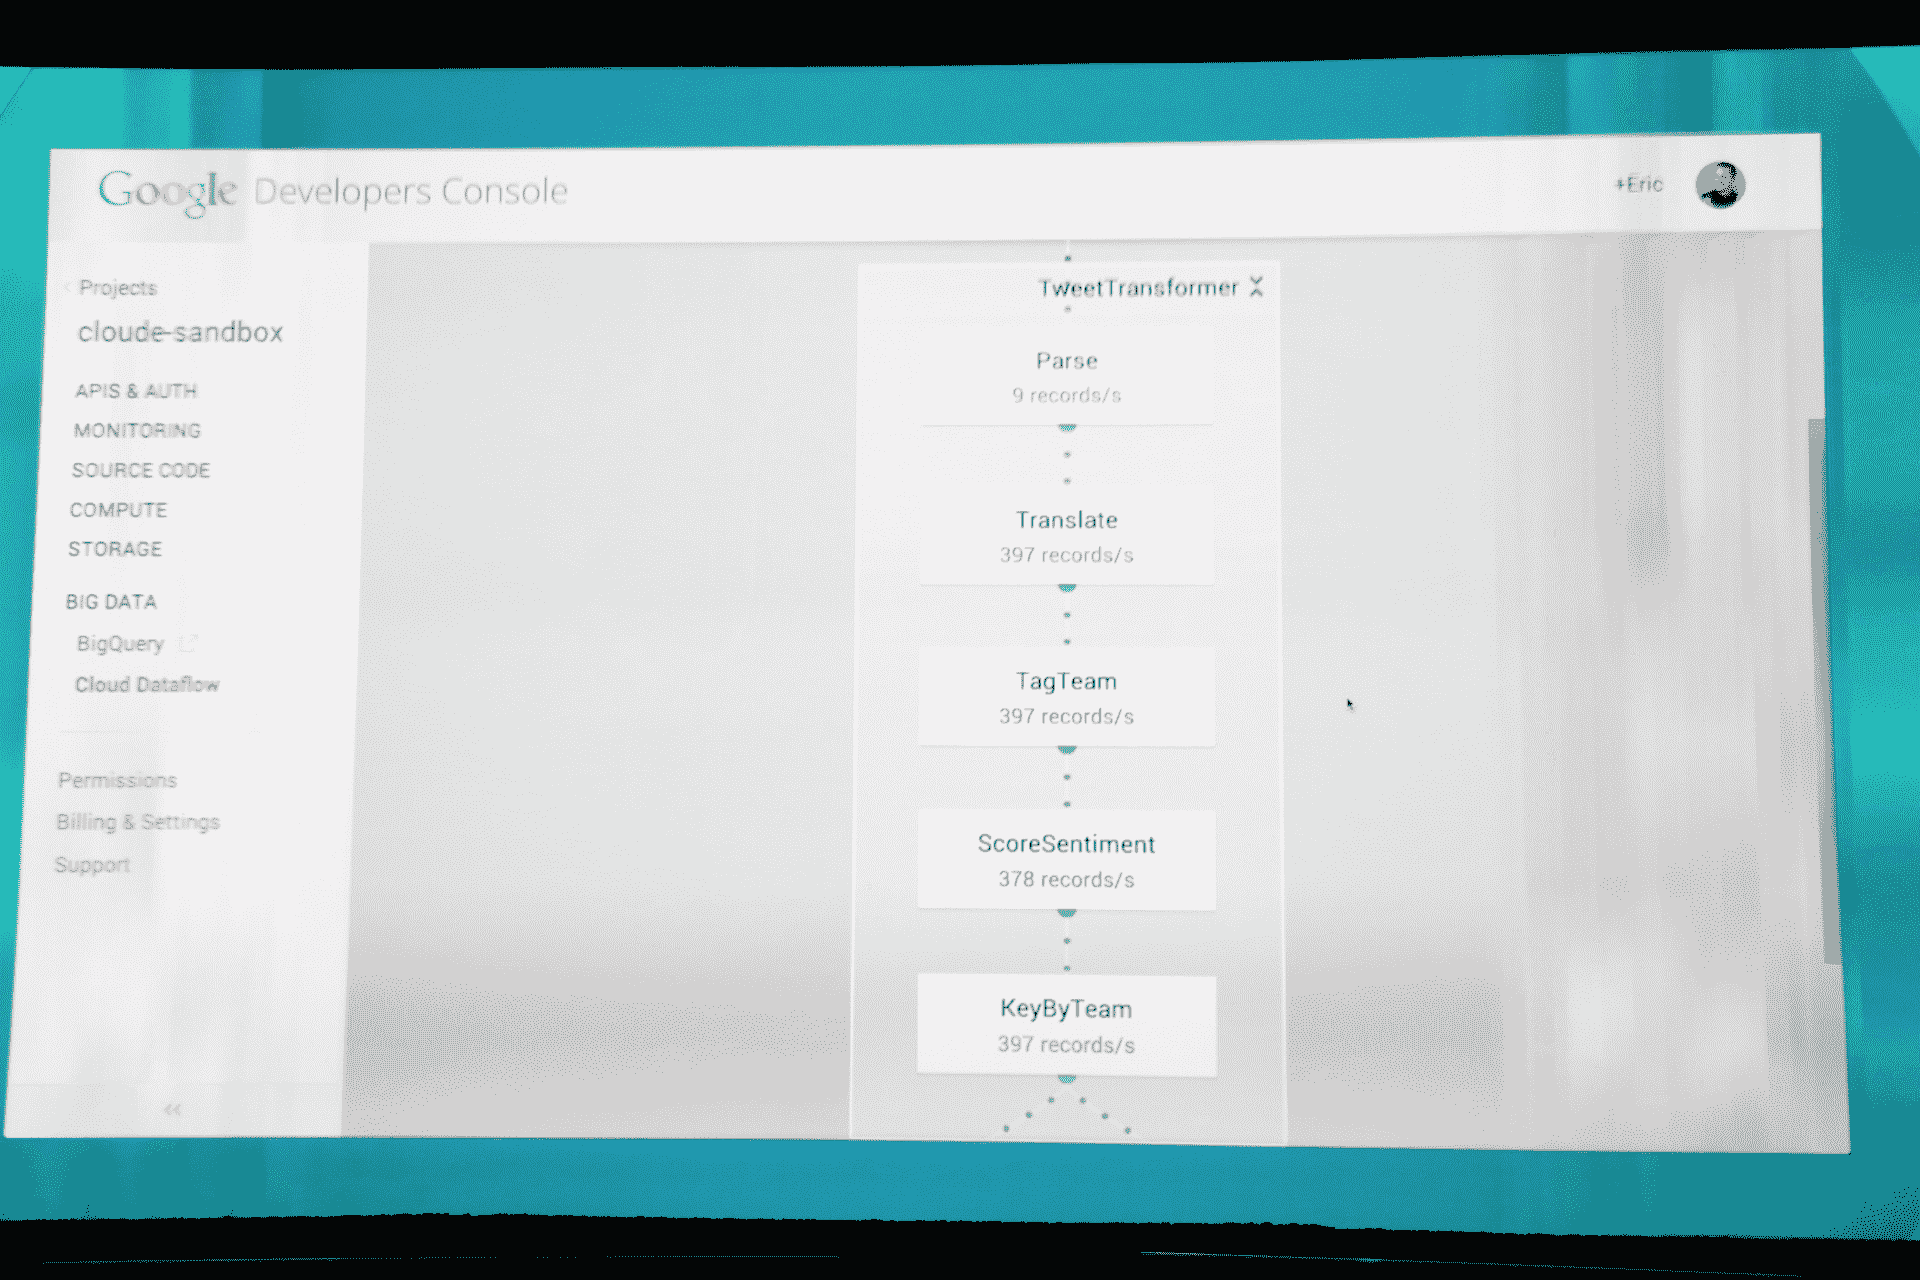 Google Developers Console
+Eric
Projects
cloude-sandbox
APIS & AUTH
MONITORING
SOURCE CODE
COMPUTE
STORAGE
BIG DATA
BigQuery
Cloud Dataflow
Permissions
Billing & Settings
Support
TweetTransformer
Parse
9 records/s
Translate
397 records/s
TagTeam
397 records/s
ScoreSentiment
378 records/s
KeyByTeam
397 records/s